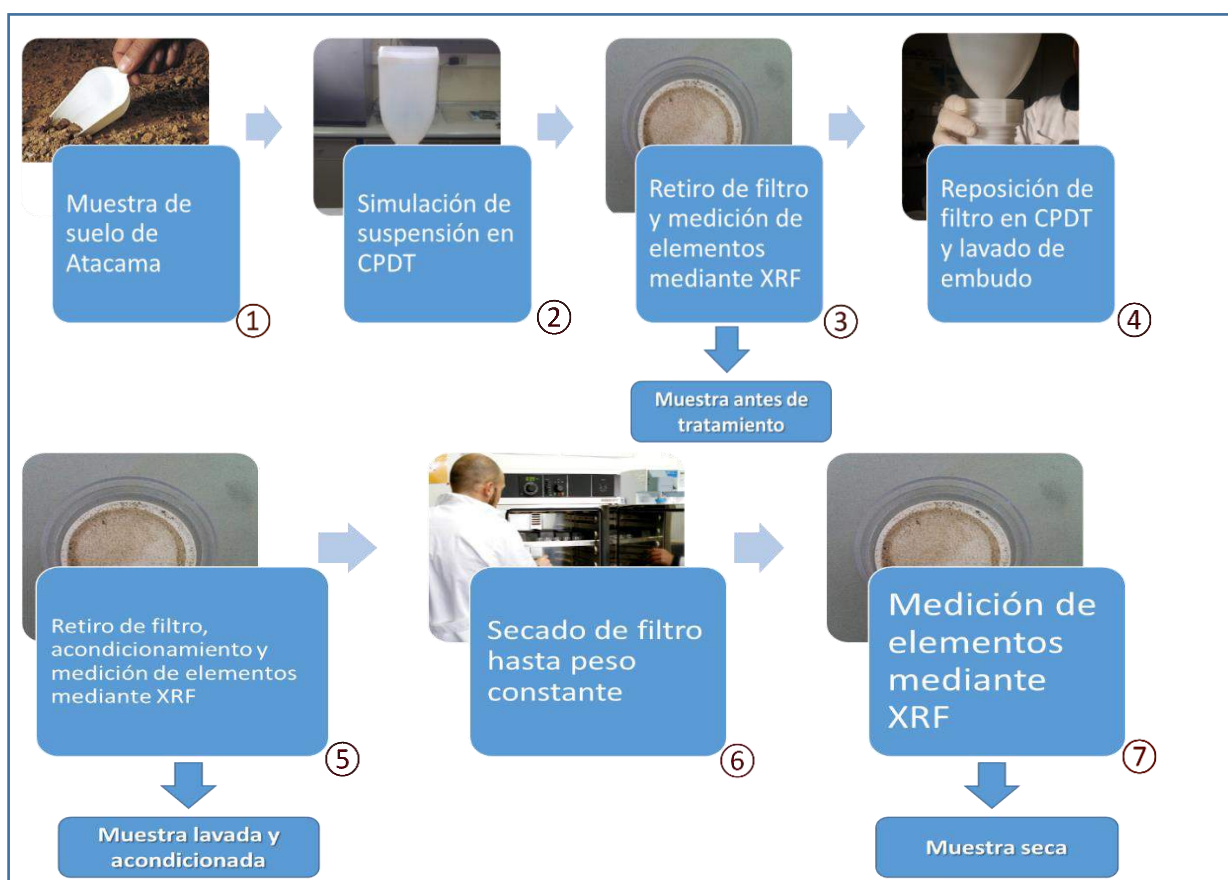 Muestra de
suelo de
Atacama
①
Simulación de
suspensión en
CPDT
②
Retiro de filtro
y medición de
elementos
mediante XRF
③
Reposición de
filtro en CPDT
y lavado de
embudo
④
Muestra antes de
tratamiento
Retiro de filtro,
acondicionamiento y
medición de elementos
mediante XRF
⑤
Secado de filtro
hasta peso
constante
⑥
Medición de
elementos
mediante
XRF
⑦
Muestra lavada y
acondicionada
Muestra seca